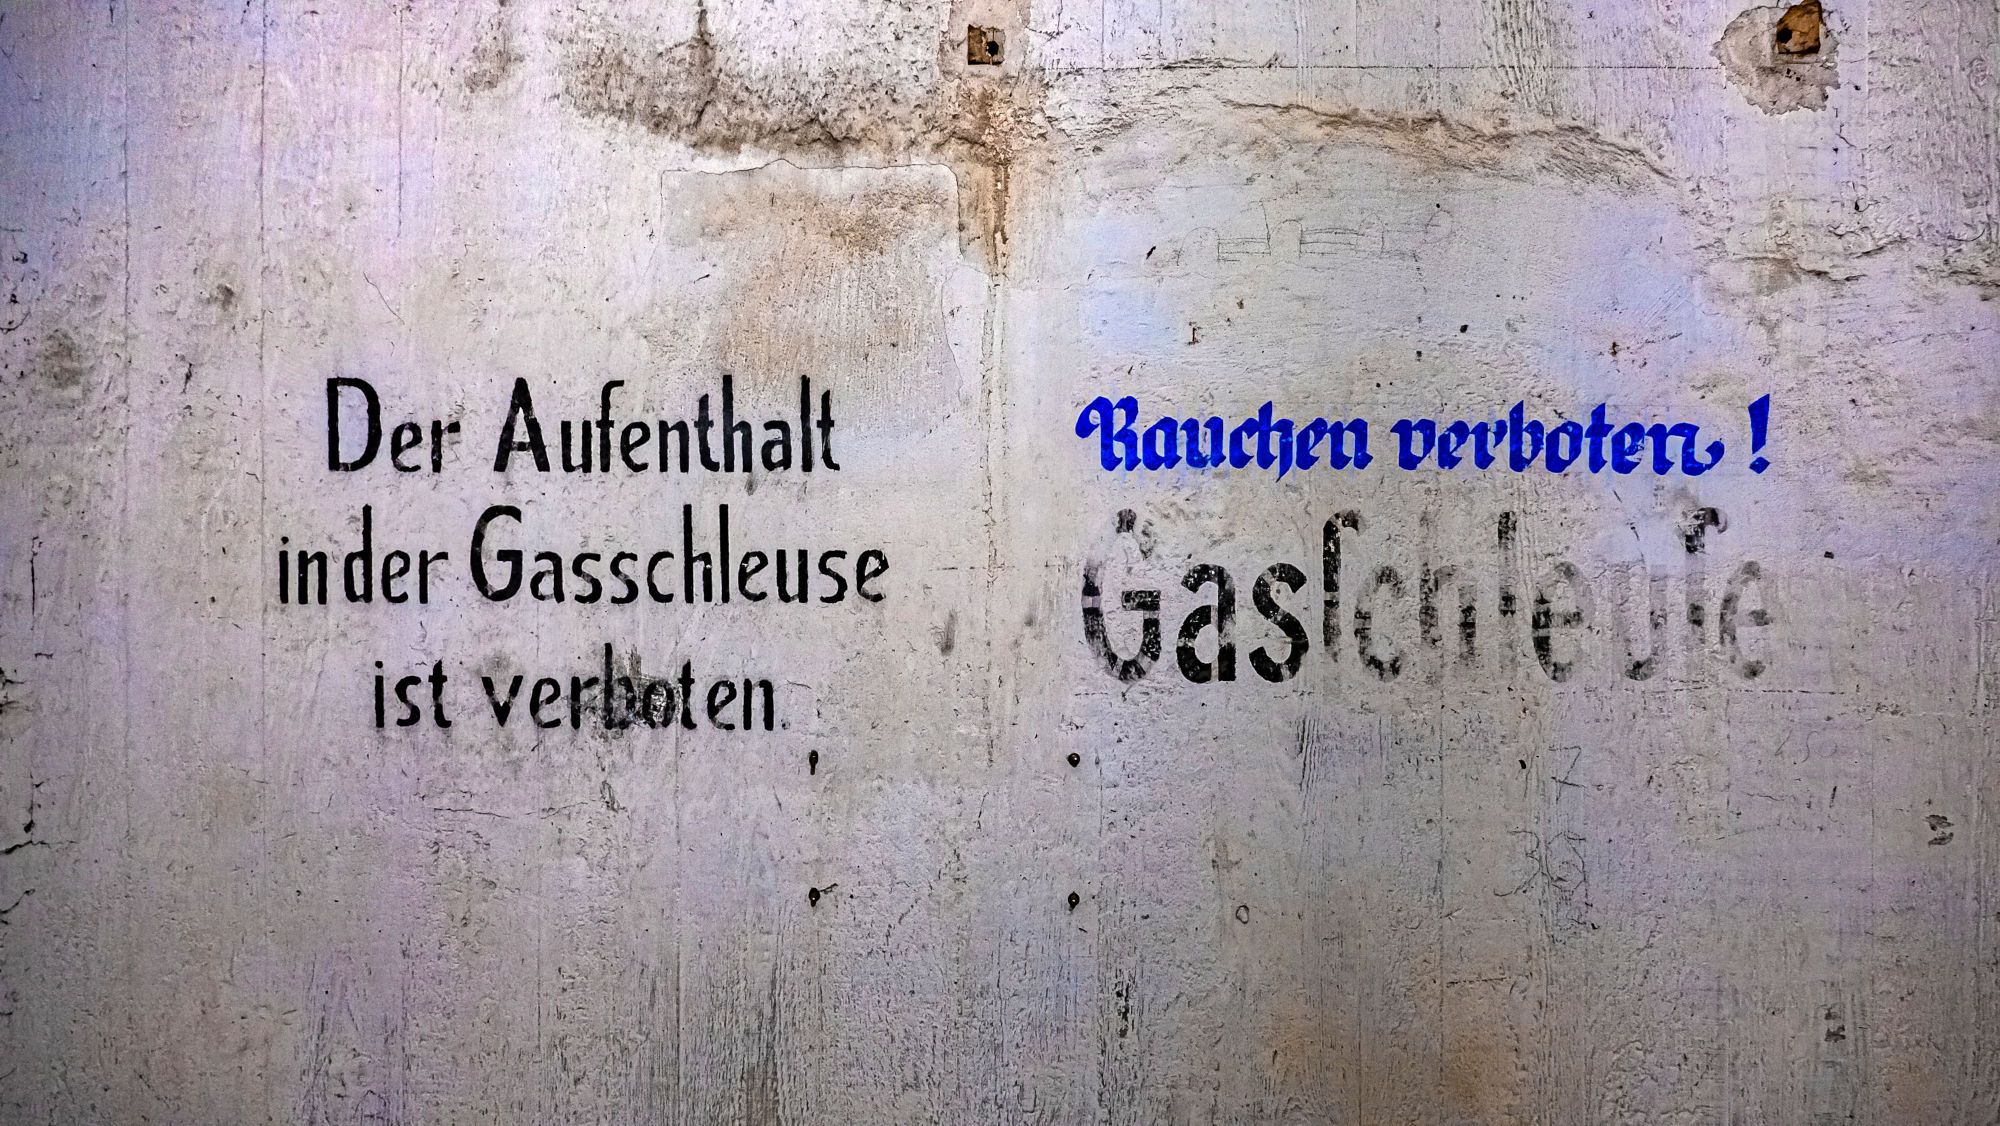 Der Aufenthalt
in der Gasschleuse
ist verboten
Rauchen verboten!
Gasſchleuſe